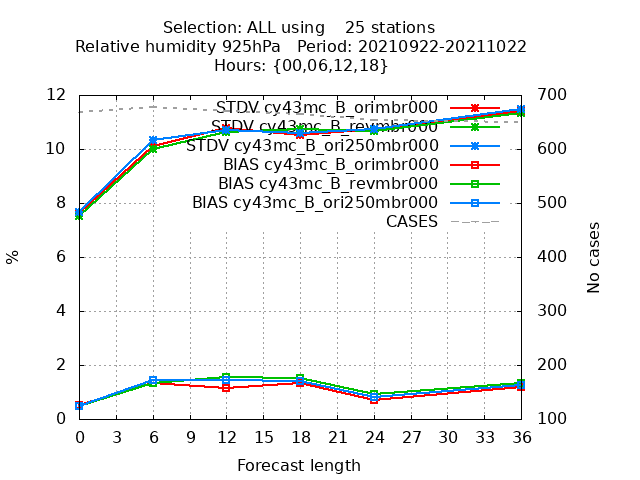 Selection: ALL using    25 stations
Relative humidity 925hPa   Period: 20210922-20211022
Hours: {00,06,12,18}
12 700
STDV cy43mc_B_orimbr000
STDV cy43mc_B_revmbr000
STDV cy43mc_B_ori250mbr000
10 600
BIAS cy43mc_B_orimbr000
BIAS cy43mc_B_revmbr000
BIAS cy43mc_B_ori250mbr000
8 500
CASES
6 400
%
No cases
4 300
2 200
0 100
0 3 6 9 12 15 18 21 24 27 30 33 36
Forecast length